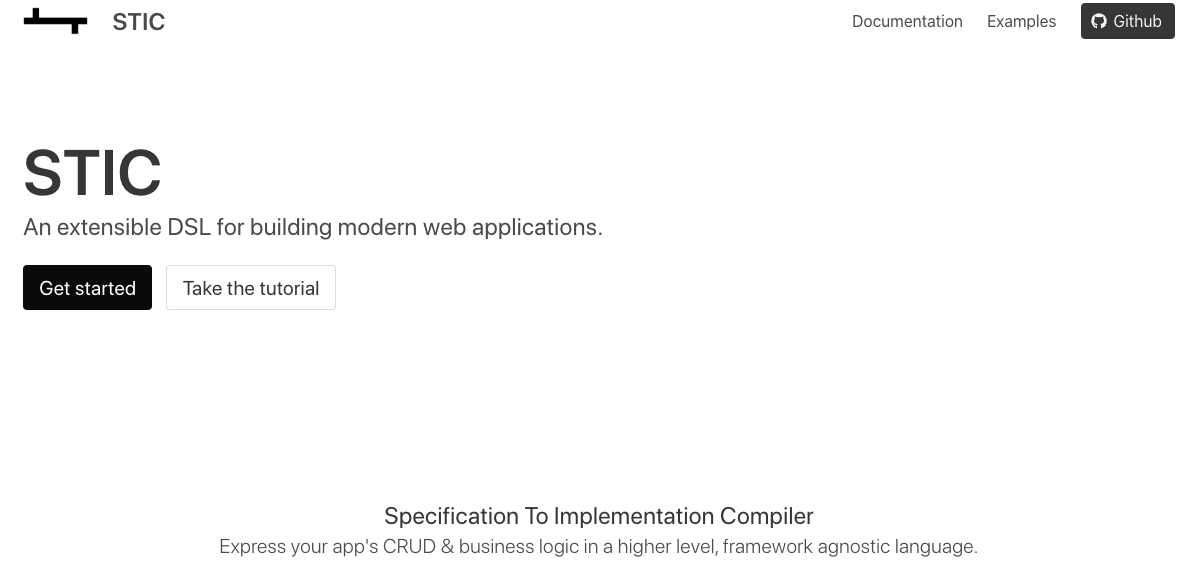 STIC
Documentation Examples Github
STIC
An extensible DSL for building modern web applications.
Get started Take the tutorial
Specification To Implementation Compiler
Express your app's CRUD & business logic in a higher level, framework agnostic language.